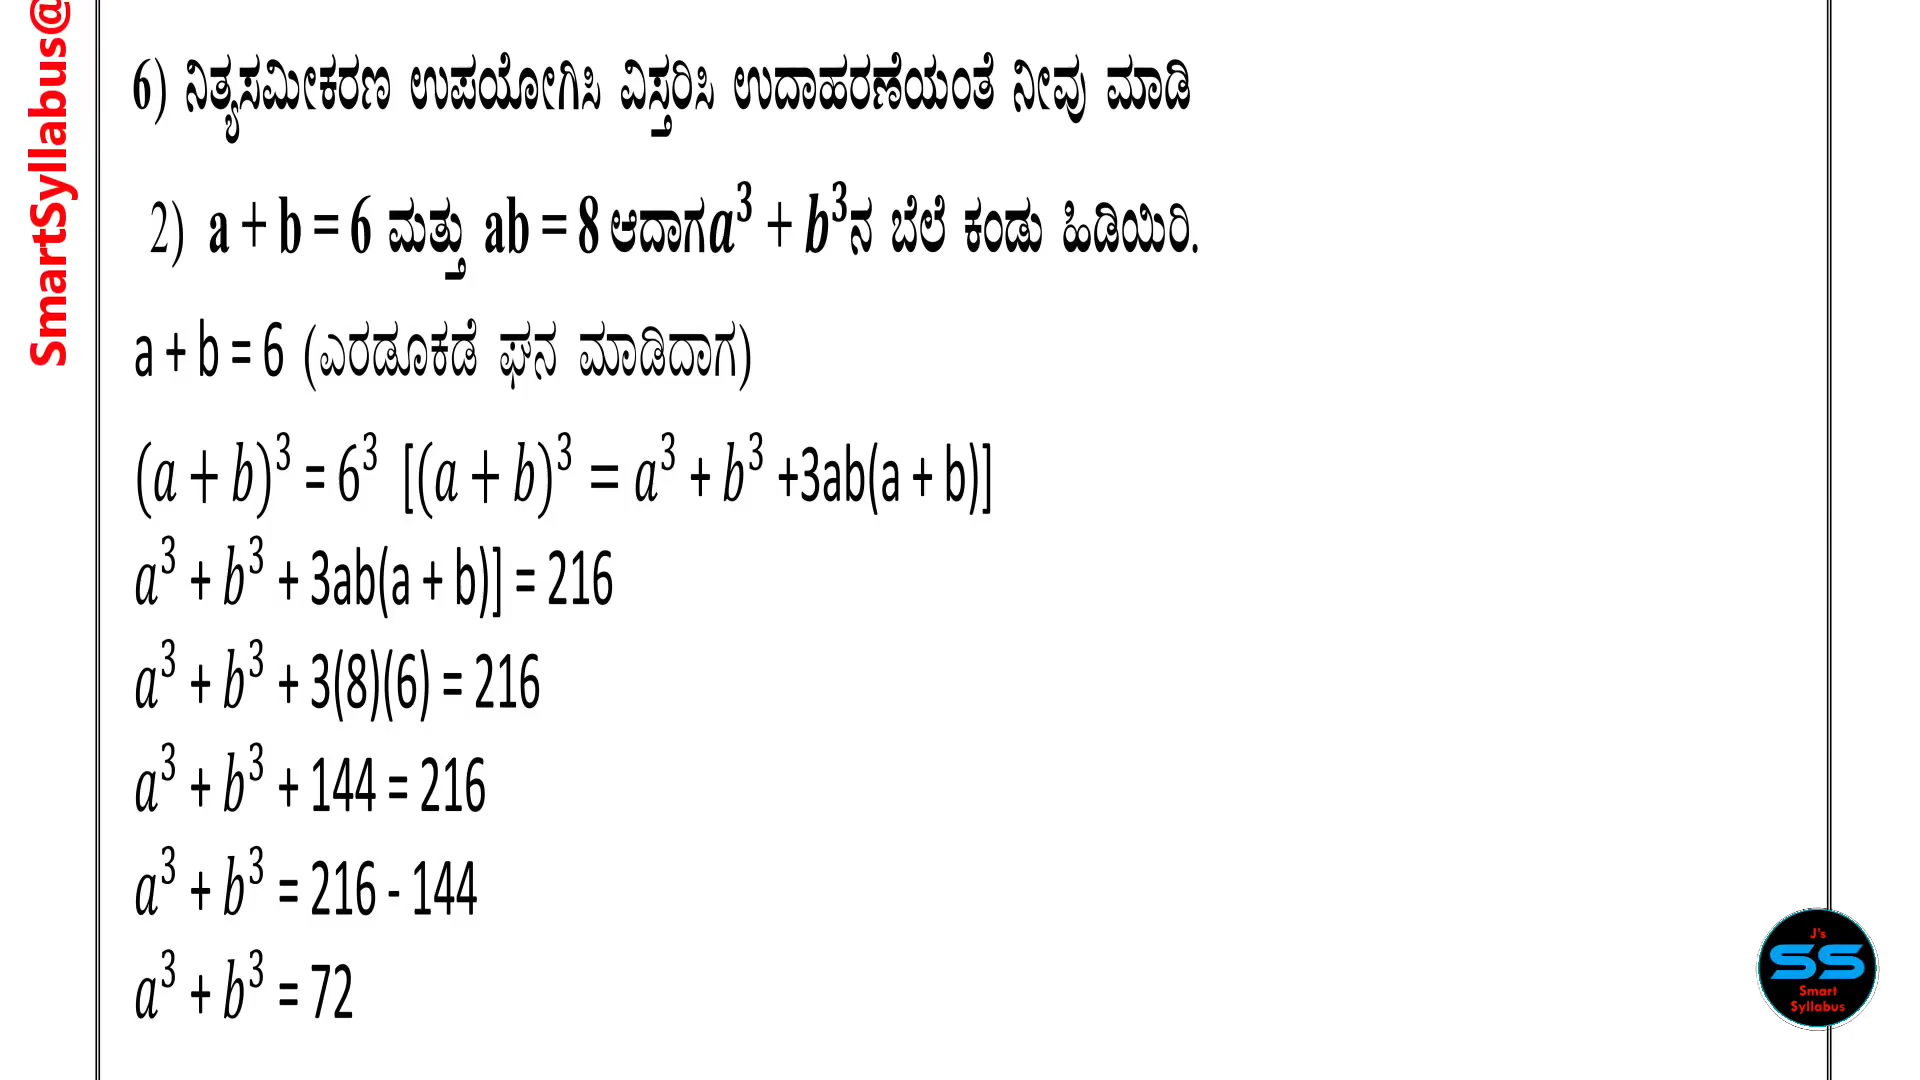 SmartSyllabus@
6) ನಿತ್ಯಸಮೀಕರಣ ಉಪಯೋಗಿಸಿ ವಿಸ್ತರಿಸಿ ಉದಾಹರಣೆಯಂತೆ ನೀವು ಮಾಡಿ
2) a + b = 6 ಮತ್ತು ab = 8 ಆದಾಗ a³ + b³ನ ಬೆಲೆ ಕಂಡು ಹಿಡಿಯಿರಿ.
a + b = 6 (ಎರಡೂಕಡೆ ಘನ ಮಾಡಿದಾಗ)
(a + b)³ = 6³ [(a + b)³ = a³ + b³ +3ab(a + b)]
a³ + b³ + 3ab(a + b)] = 216
a³ + b³ + 3(8)(6) = 216
a³ + b³ + 144 = 216
a³ + b³ = 216 - 144
a³ + b³ = 72
J's
SS
Smart
Syllabus